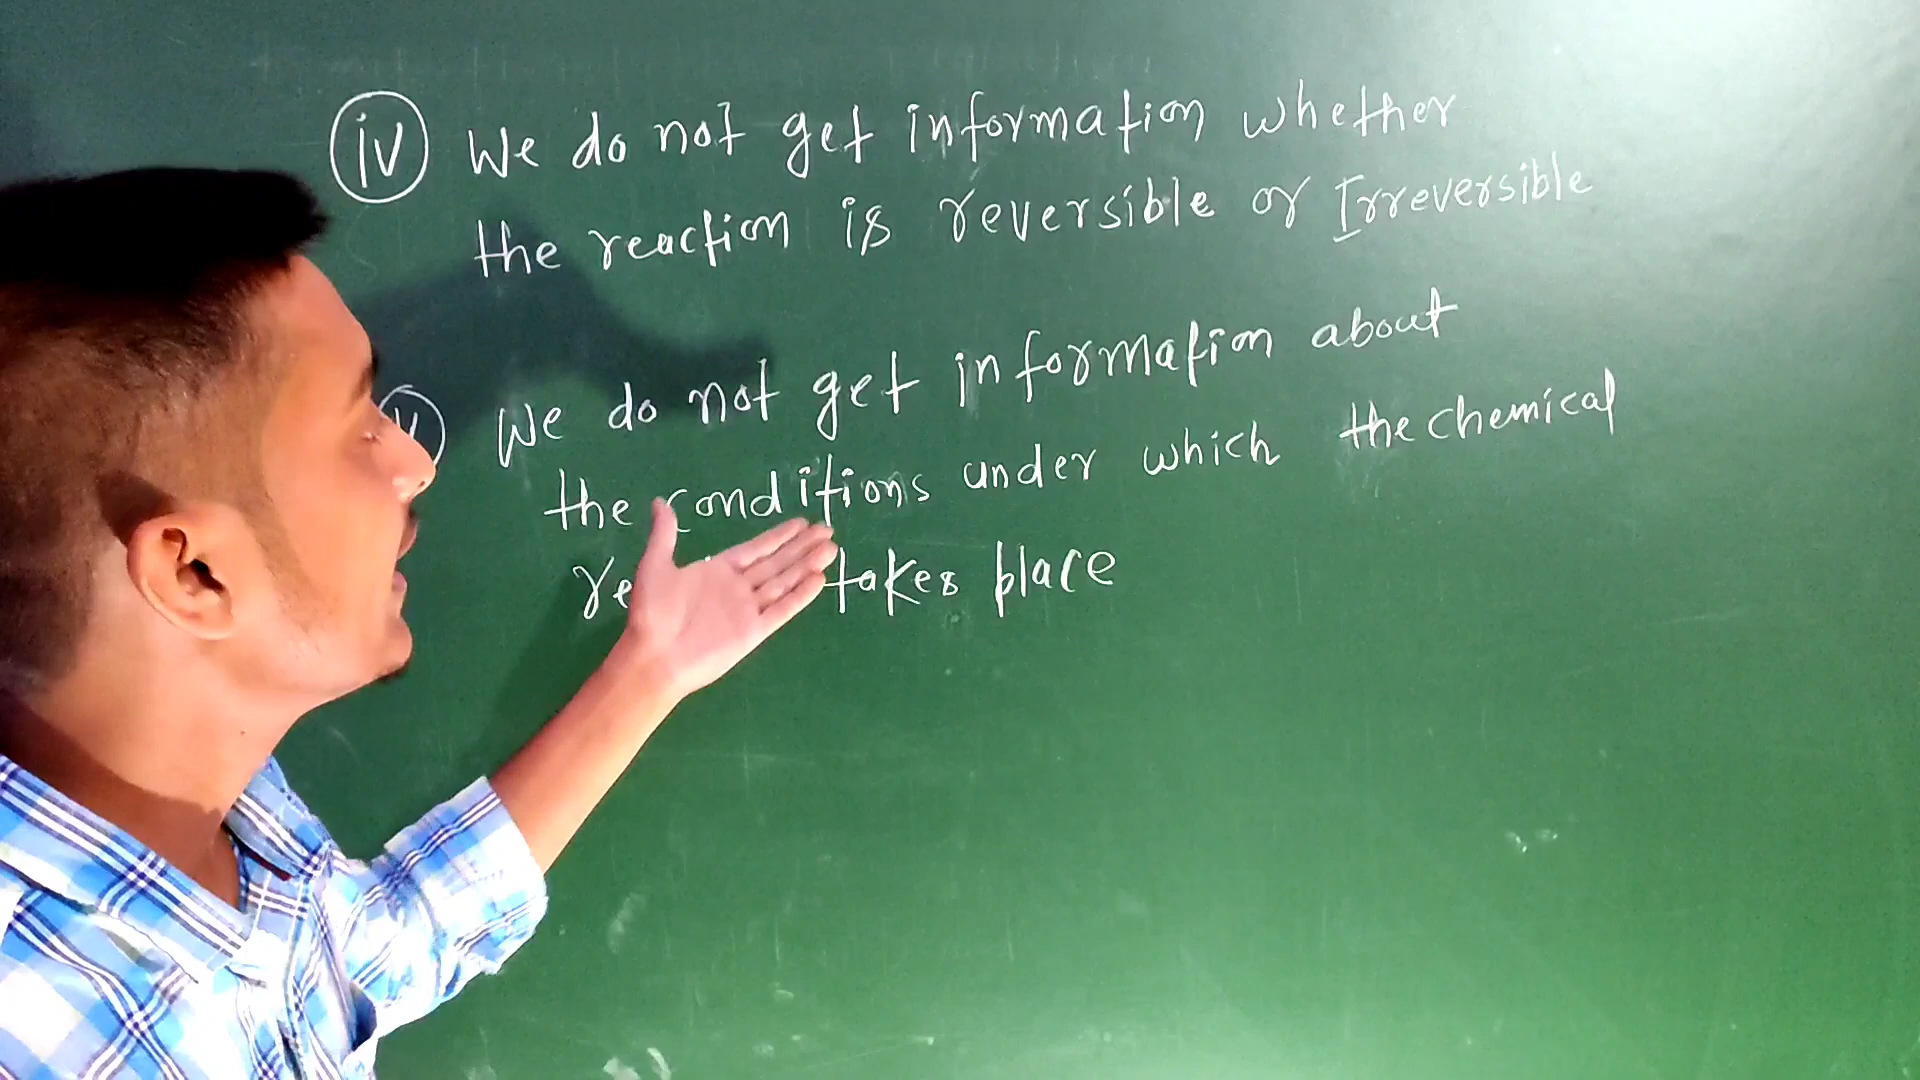 iv We do not get information whether
the reaction is reversible or Irreversible
We do not get information about
the conditions under which the chemical
takes place